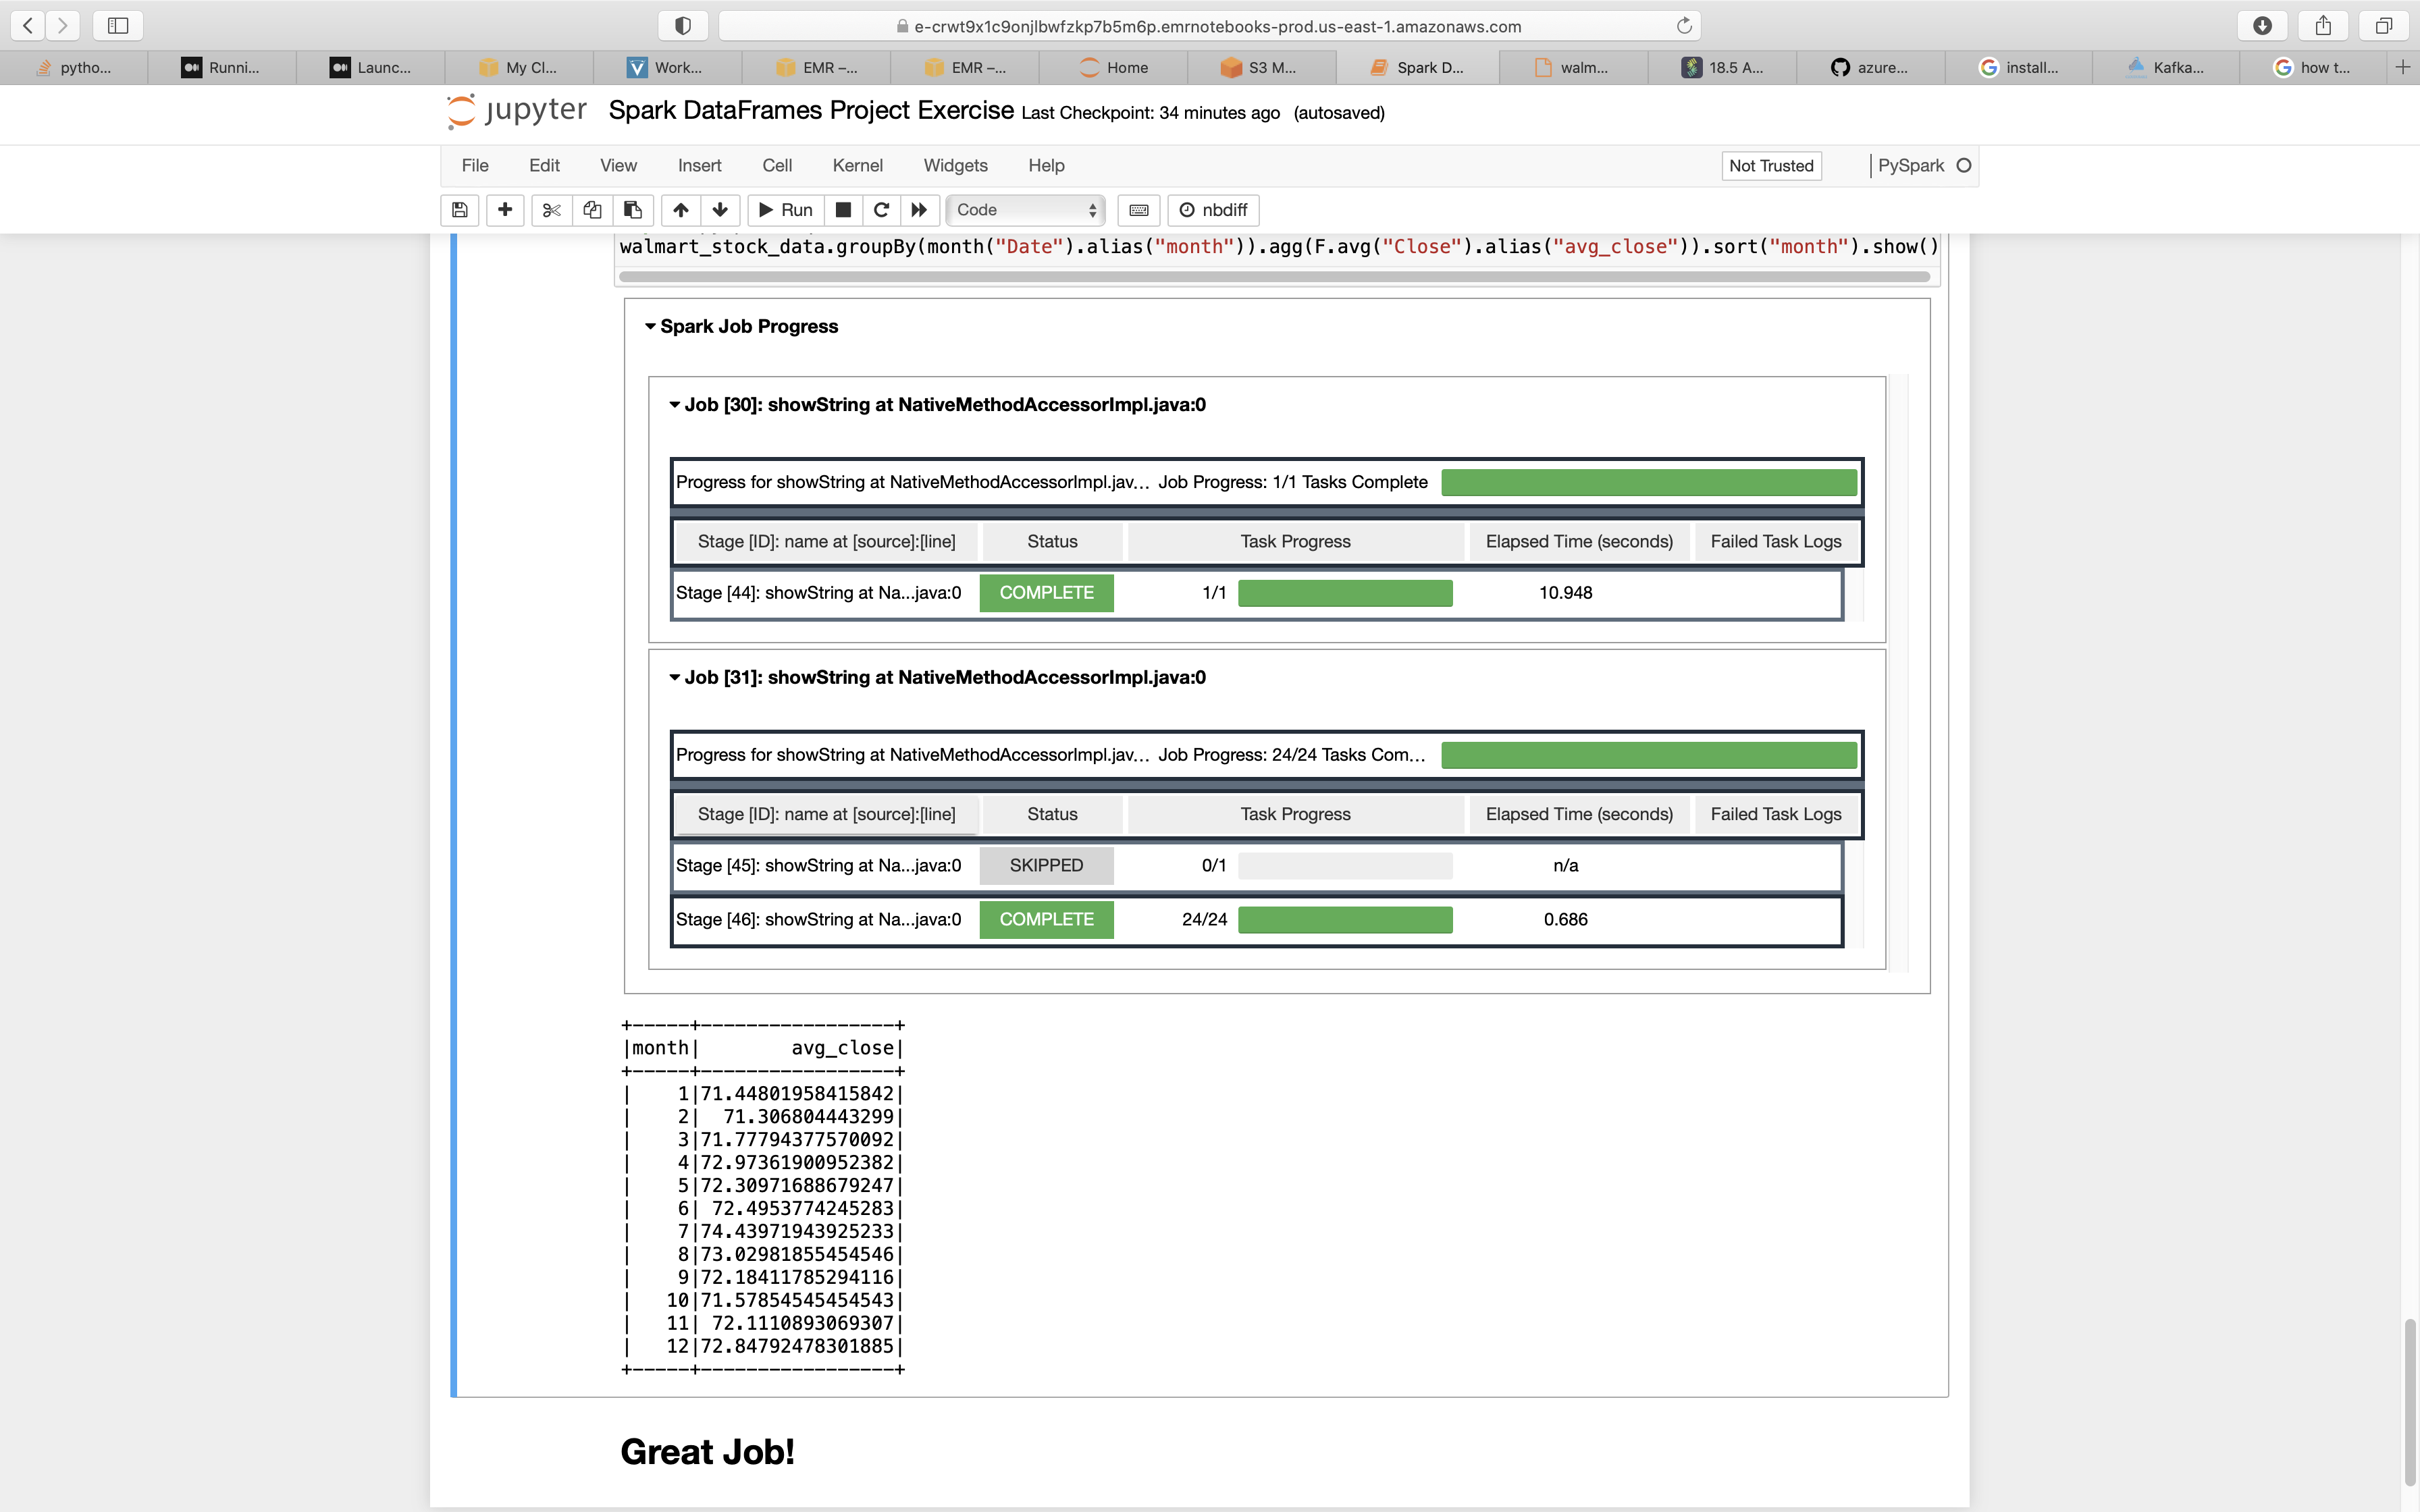 e-crwt9x1c9onjlbwfzkp7b5m6p.emrnotebooks-prod.us-east-1.amazonaws.com
pytho... Runni... Launc... My Cl... Work... EMR –... EMR –... Home S3 M... Spark D... walm... 18.5 A... azure... install... Kafka... how t...
jupyter Spark DataFrames Project Exercise Last Checkpoint: 34 minutes ago (autosaved)
File Edit View Insert Cell Kernel Widgets Help Not Trusted PySpark
Run Code nbdiff
walmart_stock_data.groupBy(month("Date").alias("month")).agg(F.avg("Close").alias("avg_close")).sort("month").show()
Spark Job Progress
Job [30]: showString at NativeMethodAccessorImpl.java:0
Progress for showString at NativeMethodAccessorImpl.jav... Job Progress: 1/1 Tasks Complete
Stage [ID]: name at [source]:[line] Status Task Progress Elapsed Time (seconds) Failed Task Logs
Stage [44]: showString at Na...java:0 COMPLETE 1/1 10.948
Job [31]: showString at NativeMethodAccessorImpl.java:0
Progress for showString at NativeMethodAccessorImpl.jav... Job Progress: 24/24 Tasks Com...
Stage [ID]: name at [source]:[line] Status Task Progress Elapsed Time (seconds) Failed Task Logs
Stage [45]: showString at Na...java:0 SKIPPED 0/1 n/a
Stage [46]: showString at Na...java:0 COMPLETE 24/24 0.686
+-----+-----------------+
|month|        avg_close|
+-----+-----------------+
|    1|71.44801958415842|
|    2|  71.306804443299|
|    3|71.77794377570092|
|    4|72.97361900952382|
|    5|72.30971688679247|
|    6| 72.4953774245283|
|    7|74.43971943925233|
|    8|73.02981855454546|
|    9|72.18411785294116|
|   10|71.57854545454543|
|   11| 72.1110893069307|
|   12|72.84792478301885|
+-----+-----------------+
Great Job!